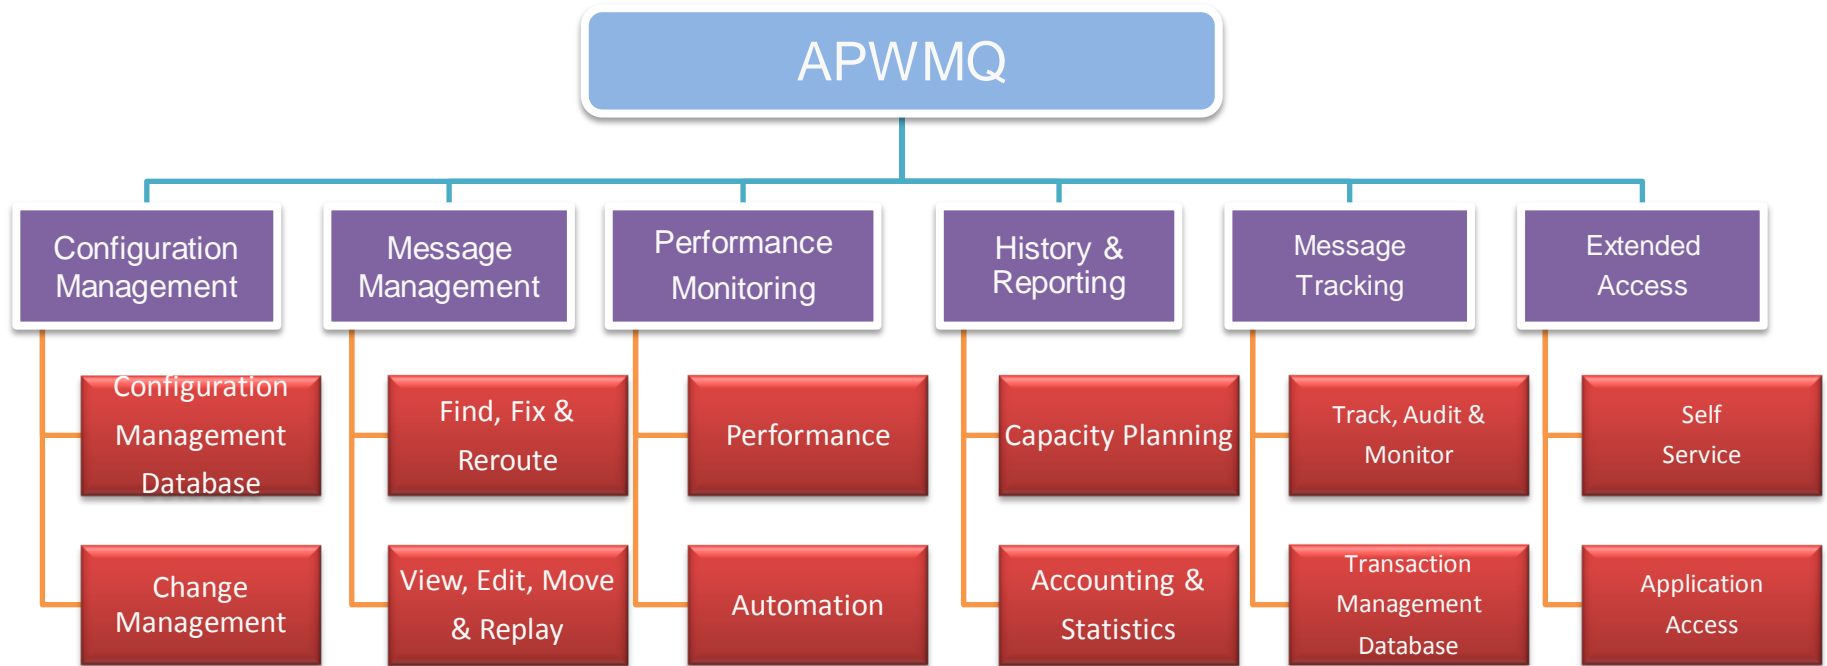 APWMQ
Configuration
Management
Message
Management
Performance
Monitoring
History &
Reporting
Message
Tracking
Extended
Access
Configuration
Management
Database
Find, Fix &
Reroute
Performance
Capacity Planning
Track, Audit &
Monitor
Self
Service
Change
Management
View, Edit, Move
& Replay
Automation
Accounting &
Statistics
Transaction
Management
Database
Application
Access